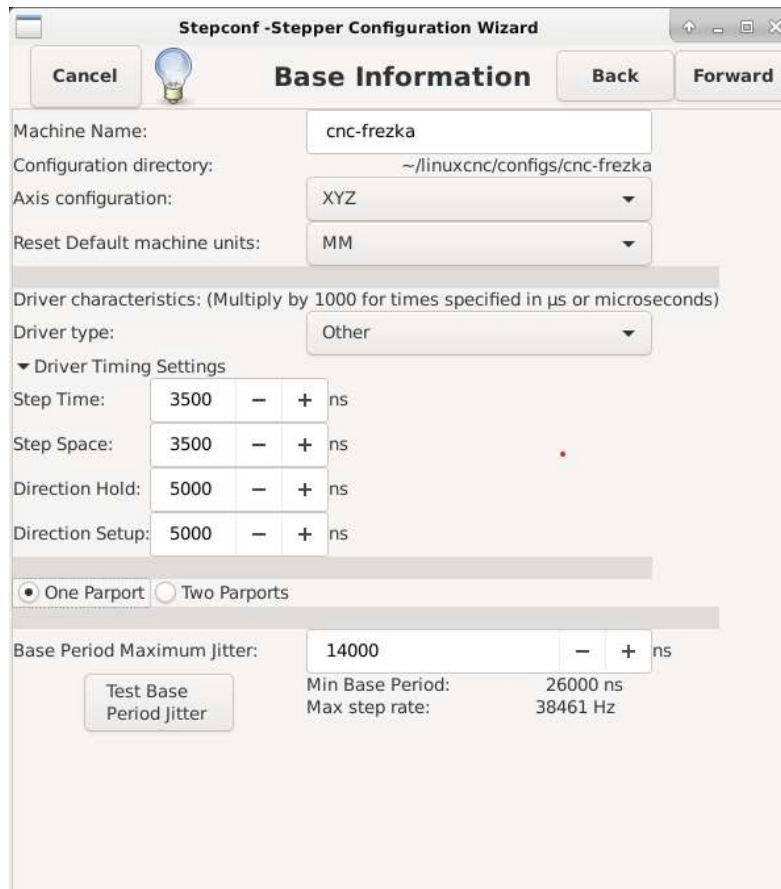 Stepconf -Stepper Configuration Wizard
Cancel Base Information Back Forward
Machine Name: cnc-frezka
Configuration directory: ~/linuxcnc/configs/cnc-frezka
Axis configuration: XYZ
Reset Default machine units: MM
Driver characteristics: (Multiply by 1000 for times specified in µs or microseconds)
Driver type: Other
Driver Timing Settings
Step Time: 3500 − + ns
Step Space: 3500 − + ns
Direction Hold: 5000 − + ns
Direction Setup: 5000 − + ns
One Parport Two Parports
Base Period Maximum Jitter: 14000 − + ns
Test Base
Period Jitter
Min Base Period: 26000 ns
Max step rate: 38461 Hz